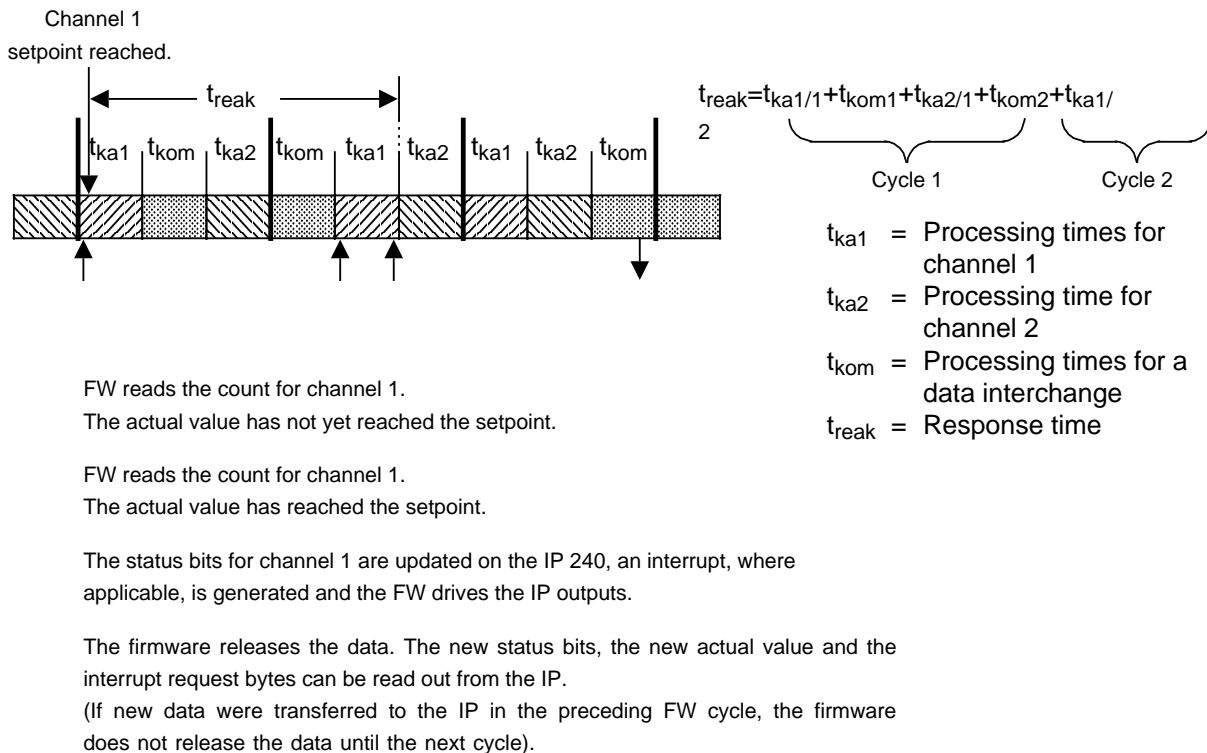 Channel 1
setpoint reached.
treak
tka1 tkom tka2 tkom tka1 tka2 tka1 tka2 tkom
treak=tka1/1+tkom1+tka2/1+tkom2+tka1/
2
Cycle 1 Cycle 2
tka1 = Processing times for
channel 1
tka2 = Processing time for
channel 2
tkom = Processing times for a
data interchange
treak = Response time
FW reads the count for channel 1.
The actual value has not yet reached the setpoint.
FW reads the count for channel 1.
The actual value has reached the setpoint.
The status bits for channel 1 are updated on the IP 240, an interrupt, where
applicable, is generated and the FW drives the IP outputs.
The firmware releases the data. The new status bits, the new actual value and the
interrupt request bytes can be read out from the IP.
(If new data were transferred to the IP in the preceding FW cycle, the firmware
does not release the data until the next cycle).